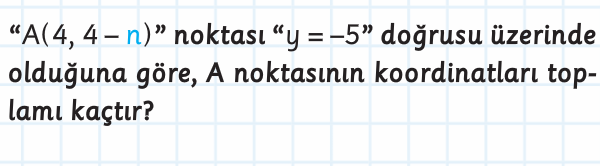 “A(4, 4 – n)” noktası “y = –5” doğrusu üzerinde
olduğuna göre, A noktasının koordinatları top-
lamı kaçtır?